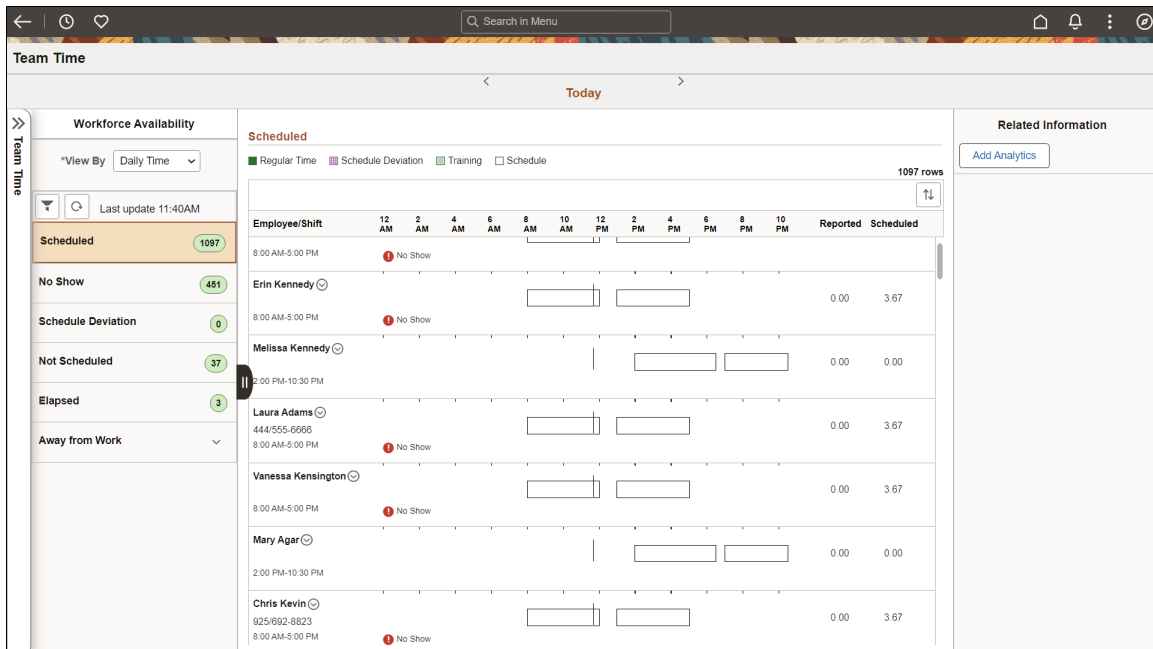 Search in Menu
Team Time
Today
Team Time
Workforce Availability
*View By Daily Time
Last update 11:40AM
Scheduled 1097
No Show 451
Schedule Deviation 0
Not Scheduled 37
Elapsed 3
Away from Work
Scheduled
Regular Time Schedule Deviation Training Schedule
1097 rows
Employee/Shift 12 AM 2 AM 4 AM 6 AM 8 AM 10 AM 12 PM 2 PM 4 PM 6 PM 8 PM 10 PM Reported Scheduled
8:00 AM-5:00 PM No Show
Erin Kennedy
0.00 3.67
8:00 AM-5:00 PM No Show
Melissa Kennedy
0.00 0.00
2:00 PM-10:30 PM
Laura Adams
444/555-6666 0.00 3.67
8:00 AM-5:00 PM No Show
Vanessa Kensington
0.00 3.67
8:00 AM-5:00 PM No Show
Mary Agar
0.00 0.00
2:00 PM-10:30 PM
Chris Kevin
925/692-8823 0.00 3.67
8:00 AM-5:00 PM No Show
Related Information
Add Analytics